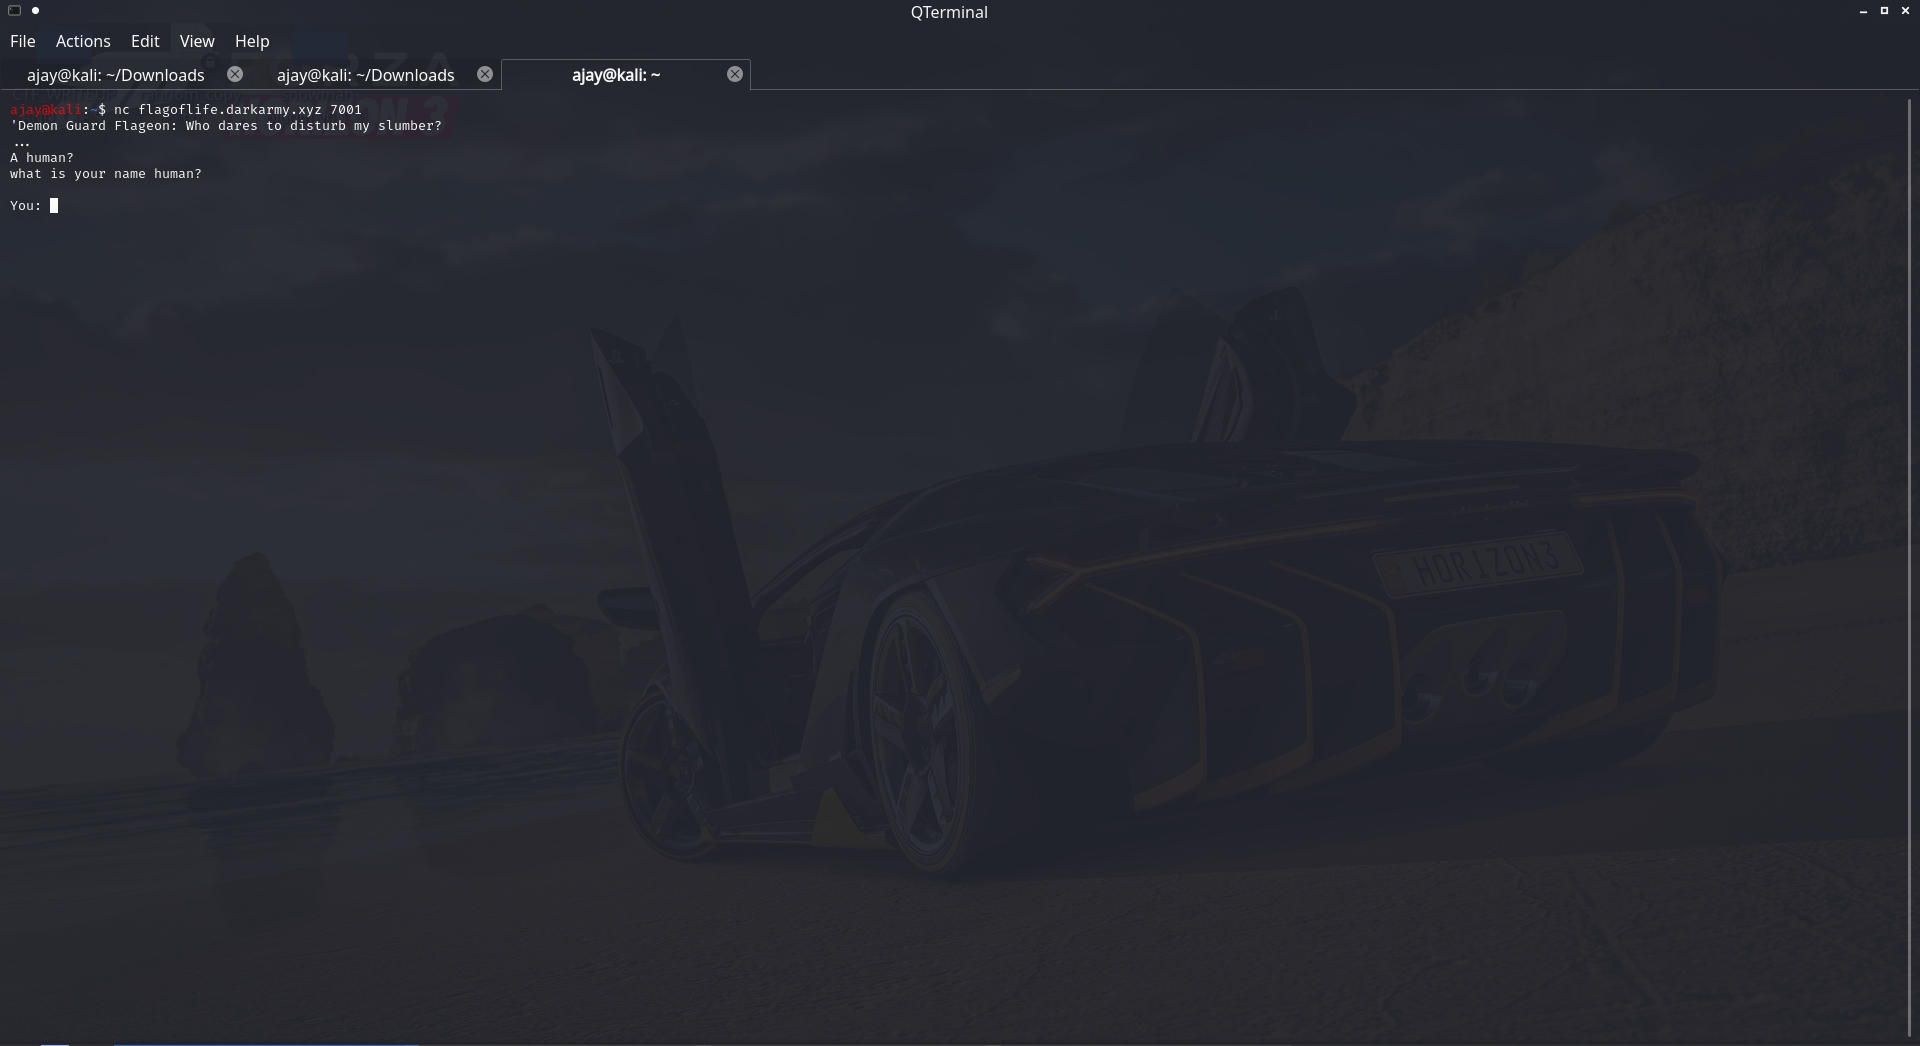 QTerminal
File Actions Edit View Help
ajay@kali: ~/Downloads ajay@kali: ~/Downloads ajay@kali: ~
ajay@kali:~$ nc flagoflife.darkarmy.xyz 7001
'Demon Guard Flageon: Who dares to disturb my slumber?
...
A human?
what is your name human?
You:
HORIZON3